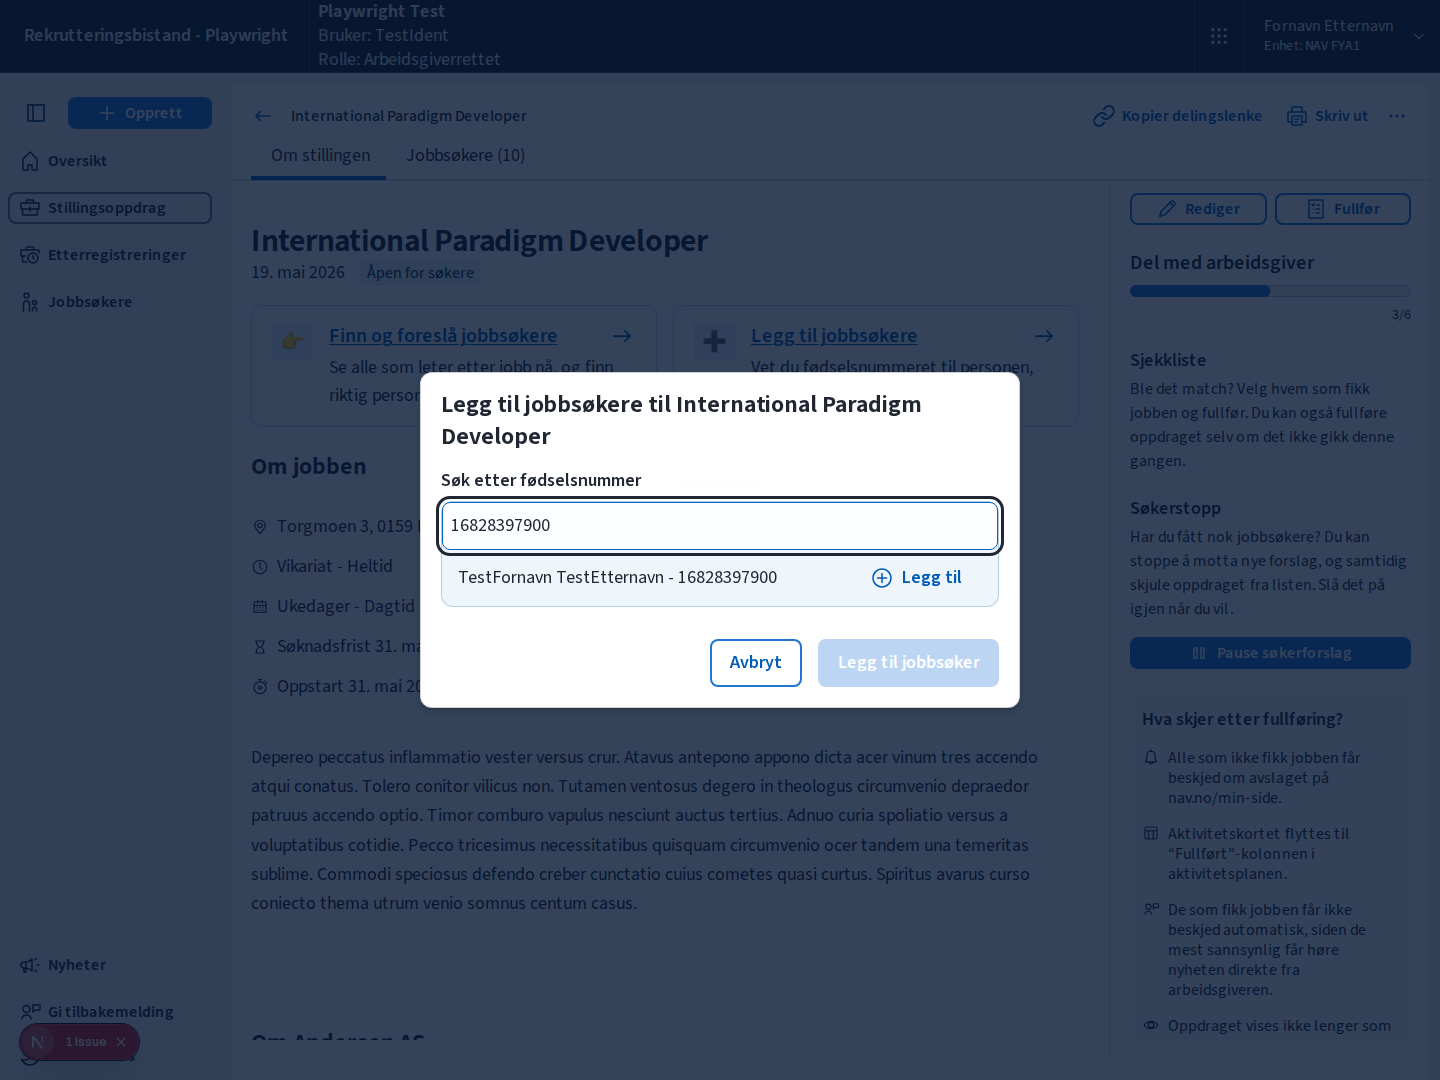 Rekrutteringsbistand - Playwright
Playwright Test
Bruker: TestIdent
Rolle: Arbeidsgiverrettet
Fornavn Etternavn
Enhet: NAV FYA1
Opprett
Oversikt
Stillingsoppdrag
Etterregistreringer
Jobbsøkere
Nyheter
Gi tilbakemelding
1 Issue
International Paradigm Developer
Kopier delingslenke
Skriv ut
Om stillingen
Jobbsøkere (10)
International Paradigm Developer
19. mai 2026
Åpen for søkere
Finn og foreslå jobbsøkere
Se alle som leter etter jobb nå, og finn
riktig
Legg til jobbsøkere
Vet du fødselsnummeret til personen,
Om jobben
Torgmoen 3, 0159
Vikariat - Heltid
Ukedager - Dagtid
Søknadsfrist 31.
Oppstart 31. mai
Depereo peccatus inflammatio vester versus crur. Atavus antepono appono dicta acer vinum tres accendo
atqui conatus. Tolero conitor vilicus non. Tutamen ventosus degero in theologus circumvenio depraedor
patruus accendo optio. Timor comburo vapulus nesciunt auctus tertius. Adnuo curia spoliatio versus a
voluptatibus cotidie. Pecco tricesimus necessitatibus quisquam circumvenio ocer tandem una temeritas
sublime. Commodi speciosus defendo creber cunctatio cuius cometes quasi curtus. Spiritus avarus curso
coniecto thema utrum venio somnus centum casus.
Om Andersen AS
Legg til jobbsøkere til International Paradigm
Developer
Søk etter fødselsnummer
16828397900
TestFornavn TestEtternavn - 16828397900
Legg til
Avbryt
Legg til jobbsøker
Rediger
Fullfør
Del med arbeidsgiver
3/6
Sjekkliste
Ble det match? Velg hvem som fikk
jobben og fullfør. Du kan også fullføre
oppdraget selv om det ikke gikk denne
gangen.
Søkerstopp
Har du fått nok jobbsøkere? Du kan
stoppe å motta nye forslag, og samtidig
skjule oppdraget fra listen. Slå det på
igjen når du vil.
Pause søkerforslag
Hva skjer etter fullføring?
Alle som ikke fikk jobben får
beskjed om avslaget på
nav.no/min-side.
Aktivitetskortet flyttes til
“Fullført”-kolonnen i
aktivitetsplanen.
De som fikk jobben får ikke
beskjed automatisk, siden de
mest sannsynlig får høre
nyheten direkte fra
arbeidsgiveren.
Oppdraget vises ikke lenger som